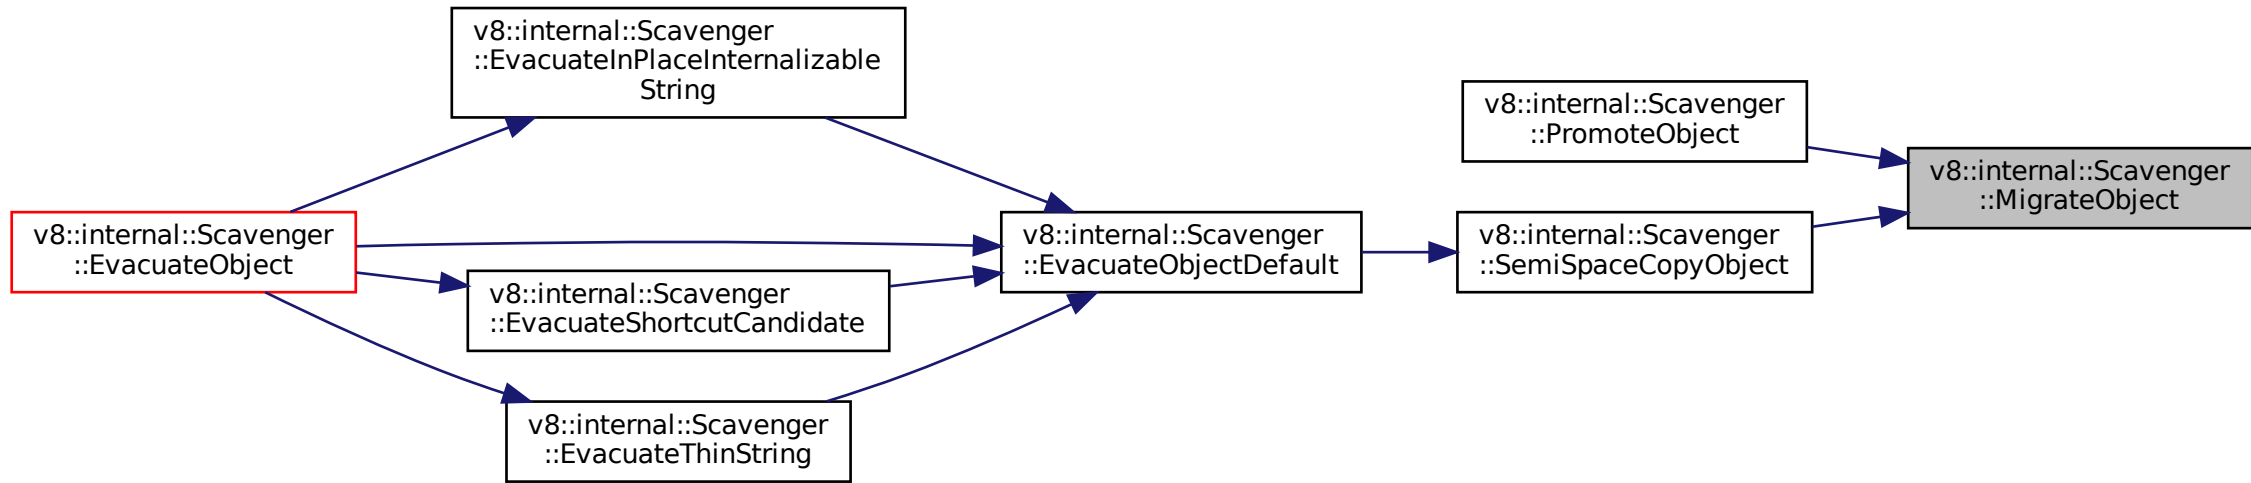 v8::internal::Scavenger
::EvacuateInPlaceInternalizable
String
v8::internal::Scavenger
::PromoteObject
v8::internal::Scavenger
::MigrateObject
v8::internal::Scavenger
::EvacuateObject
v8::internal::Scavenger
::EvacuateObjectDefault
v8::internal::Scavenger
::SemiSpaceCopyObject
v8::internal::Scavenger
::EvacuateShortcutCandidate
v8::internal::Scavenger
::EvacuateThinString